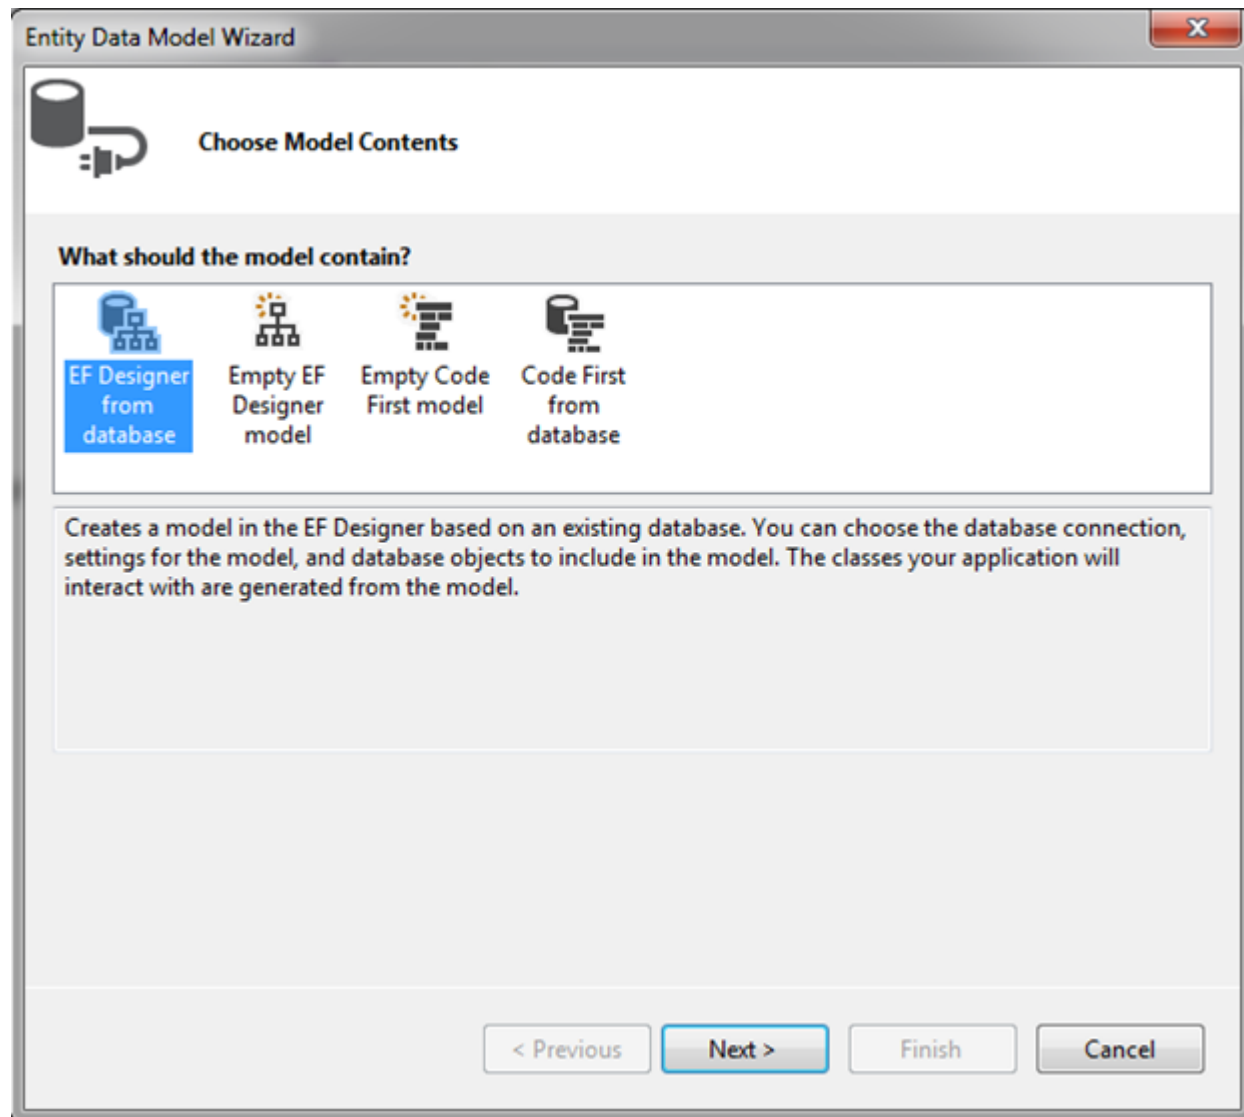 Entity Data Model Wizard
Choose Model Contents
What should the model contain?
EF Designer
from
database
Empty EF
Designer
model
Empty Code
First model
Code First
from
database
Creates a model in the EF Designer based on an existing database. You can choose the database connection,
settings for the model, and database objects to include in the model. The classes your application will
interact with are generated from the model.
< Previous
Next >
Finish
Cancel